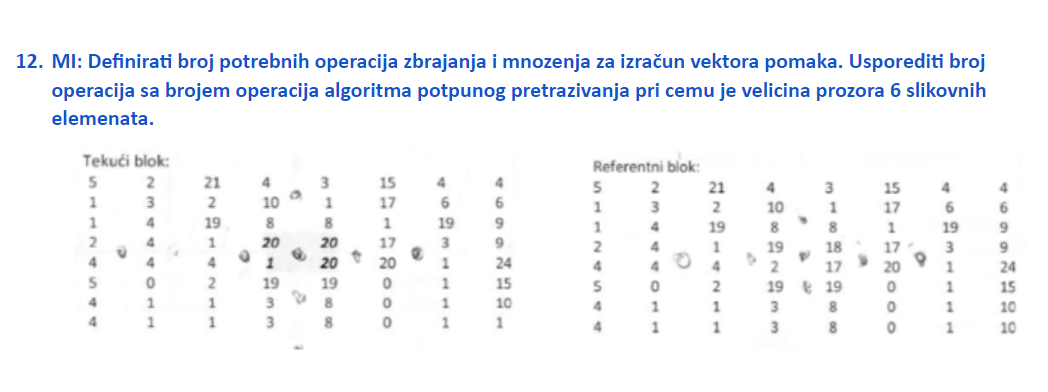 12. MI: Definirati broj potrebnih operacija zbrajanja i mnozenja za izračun vektora pomaka. Usporediti broj
operacija sa brojem operacija algoritma potpunog pretrazivanja pri cemu je velicina prozora 6 slikovnih
elemenata.
Tekući blok:
5 2 21 4 3 15 4 4
1 3 2 10 1 17 6 6
1 4 19 8 8 1 19 9
2 4 1 20 20 17 3 9
4 4 4 1 20 20 1 24
5 0 2 19 19 0 1 15
4 1 1 3 8 0 1 10
4 1 1 3 8 0 1 1
Referentni blok:
5 2 21 4 3 15 4 4
1 3 2 10 1 17 6 6
1 4 19 8 8 1 19 9
2 4 1 19 18 17 3 9
4 4 4 2 17 20 1 24
5 0 2 19 19 0 1 15
4 1 1 3 8 0 1 10
4 1 1 3 8 0 1 10